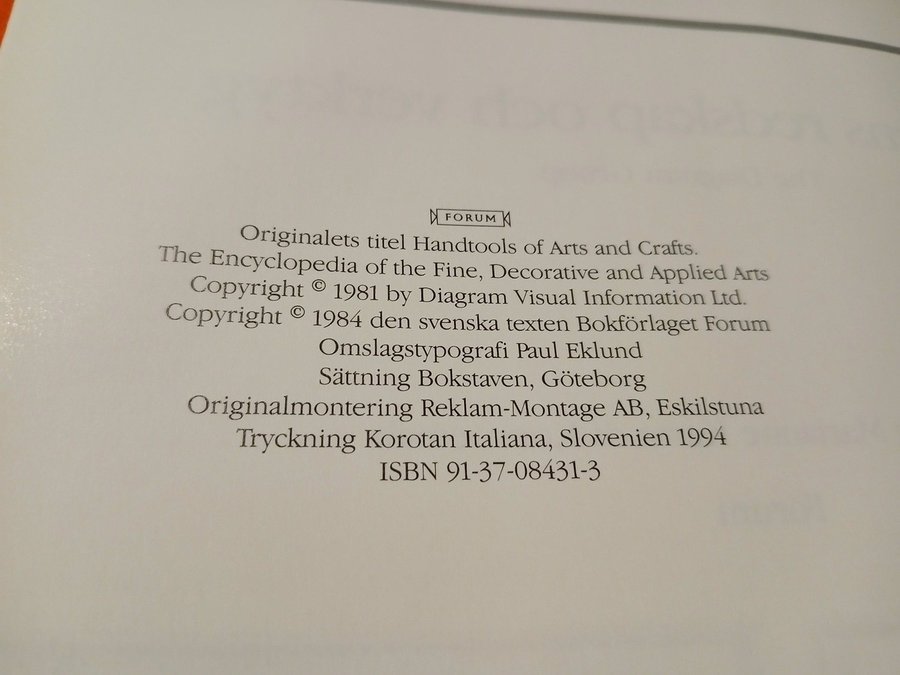 FORUM
Originalets titel Handtools of Arts and Crafts.
The Encyclopedia of the Fine, Decorative and Applied Arts
Copyright © 1981 by Diagram Visual Information Ltd.
Copyright © 1984 den svenska texten Bokförlaget Forum
Omslagstypografi Paul Eklund
Sättning Bokstaven, Göteborg
Originalmontering Reklam-Montage AB, Eskilstuna
Tryckning Korotan Italiana, Slovenien 1994
ISBN 91-37-08431-3